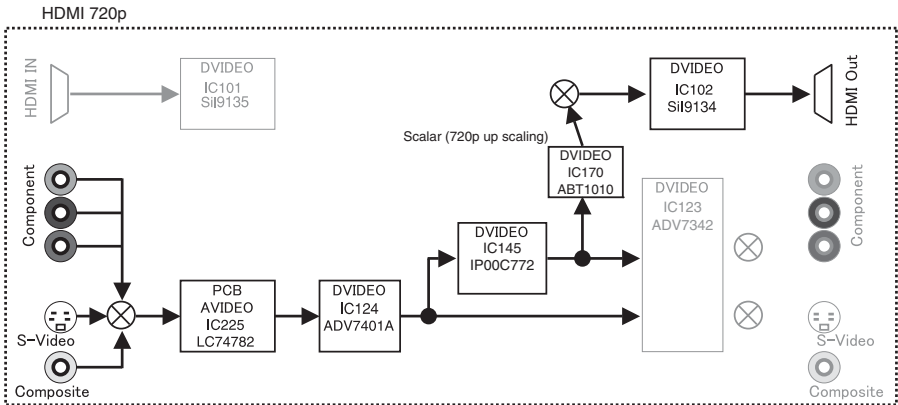 HDMI 720p
HDMI IN
DVIDEO
IC101
SiI9135
DVIDEO
IC102
SiI9134
HDMI Out
Scalar (720p up scaling)
DVIDEO
IC170
ABT1010
Component
DVIDEO
IC145
IP00C772
DVIDEO
IC123
ADV7342
Component
PCB
AVIDEO
IC225
LC74782
DVIDEO
IC124
ADV7401A
S-Video
Composite
S-Video
Composite